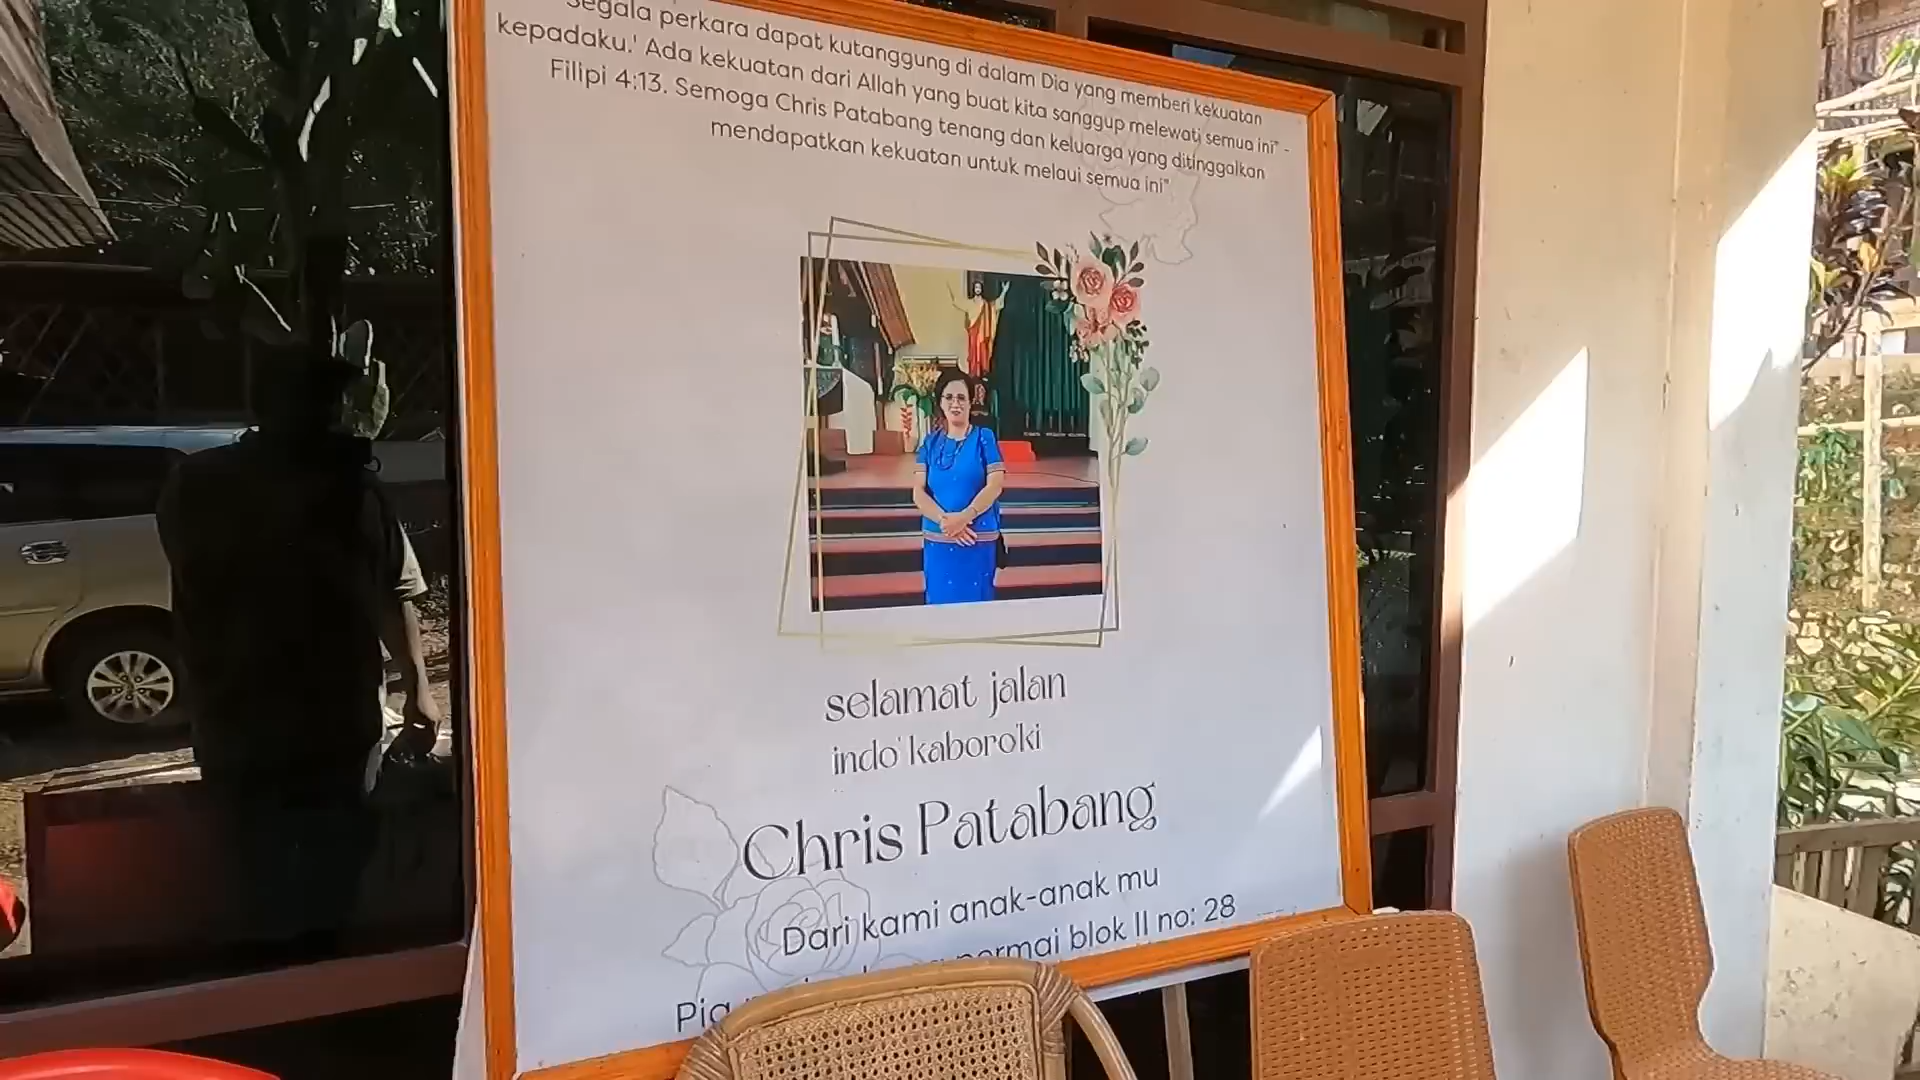 Segala perkara dapat kutanggung di dalam Dia yang memberi kekuatan
kepadaku.' Ada kekuatan dari Allah yang buat kita sanggup melewati semua ini" -
Filipi 4:13. Semoga Chris Patabang tenang dan keluarga yang ditinggalkan
mendapatkan kekuatan untuk melaui semua ini"
selamat jalan
indo' kaboro'ki
Chris Patabang
Dari kami anak-anak mu
permai blok II no: 28